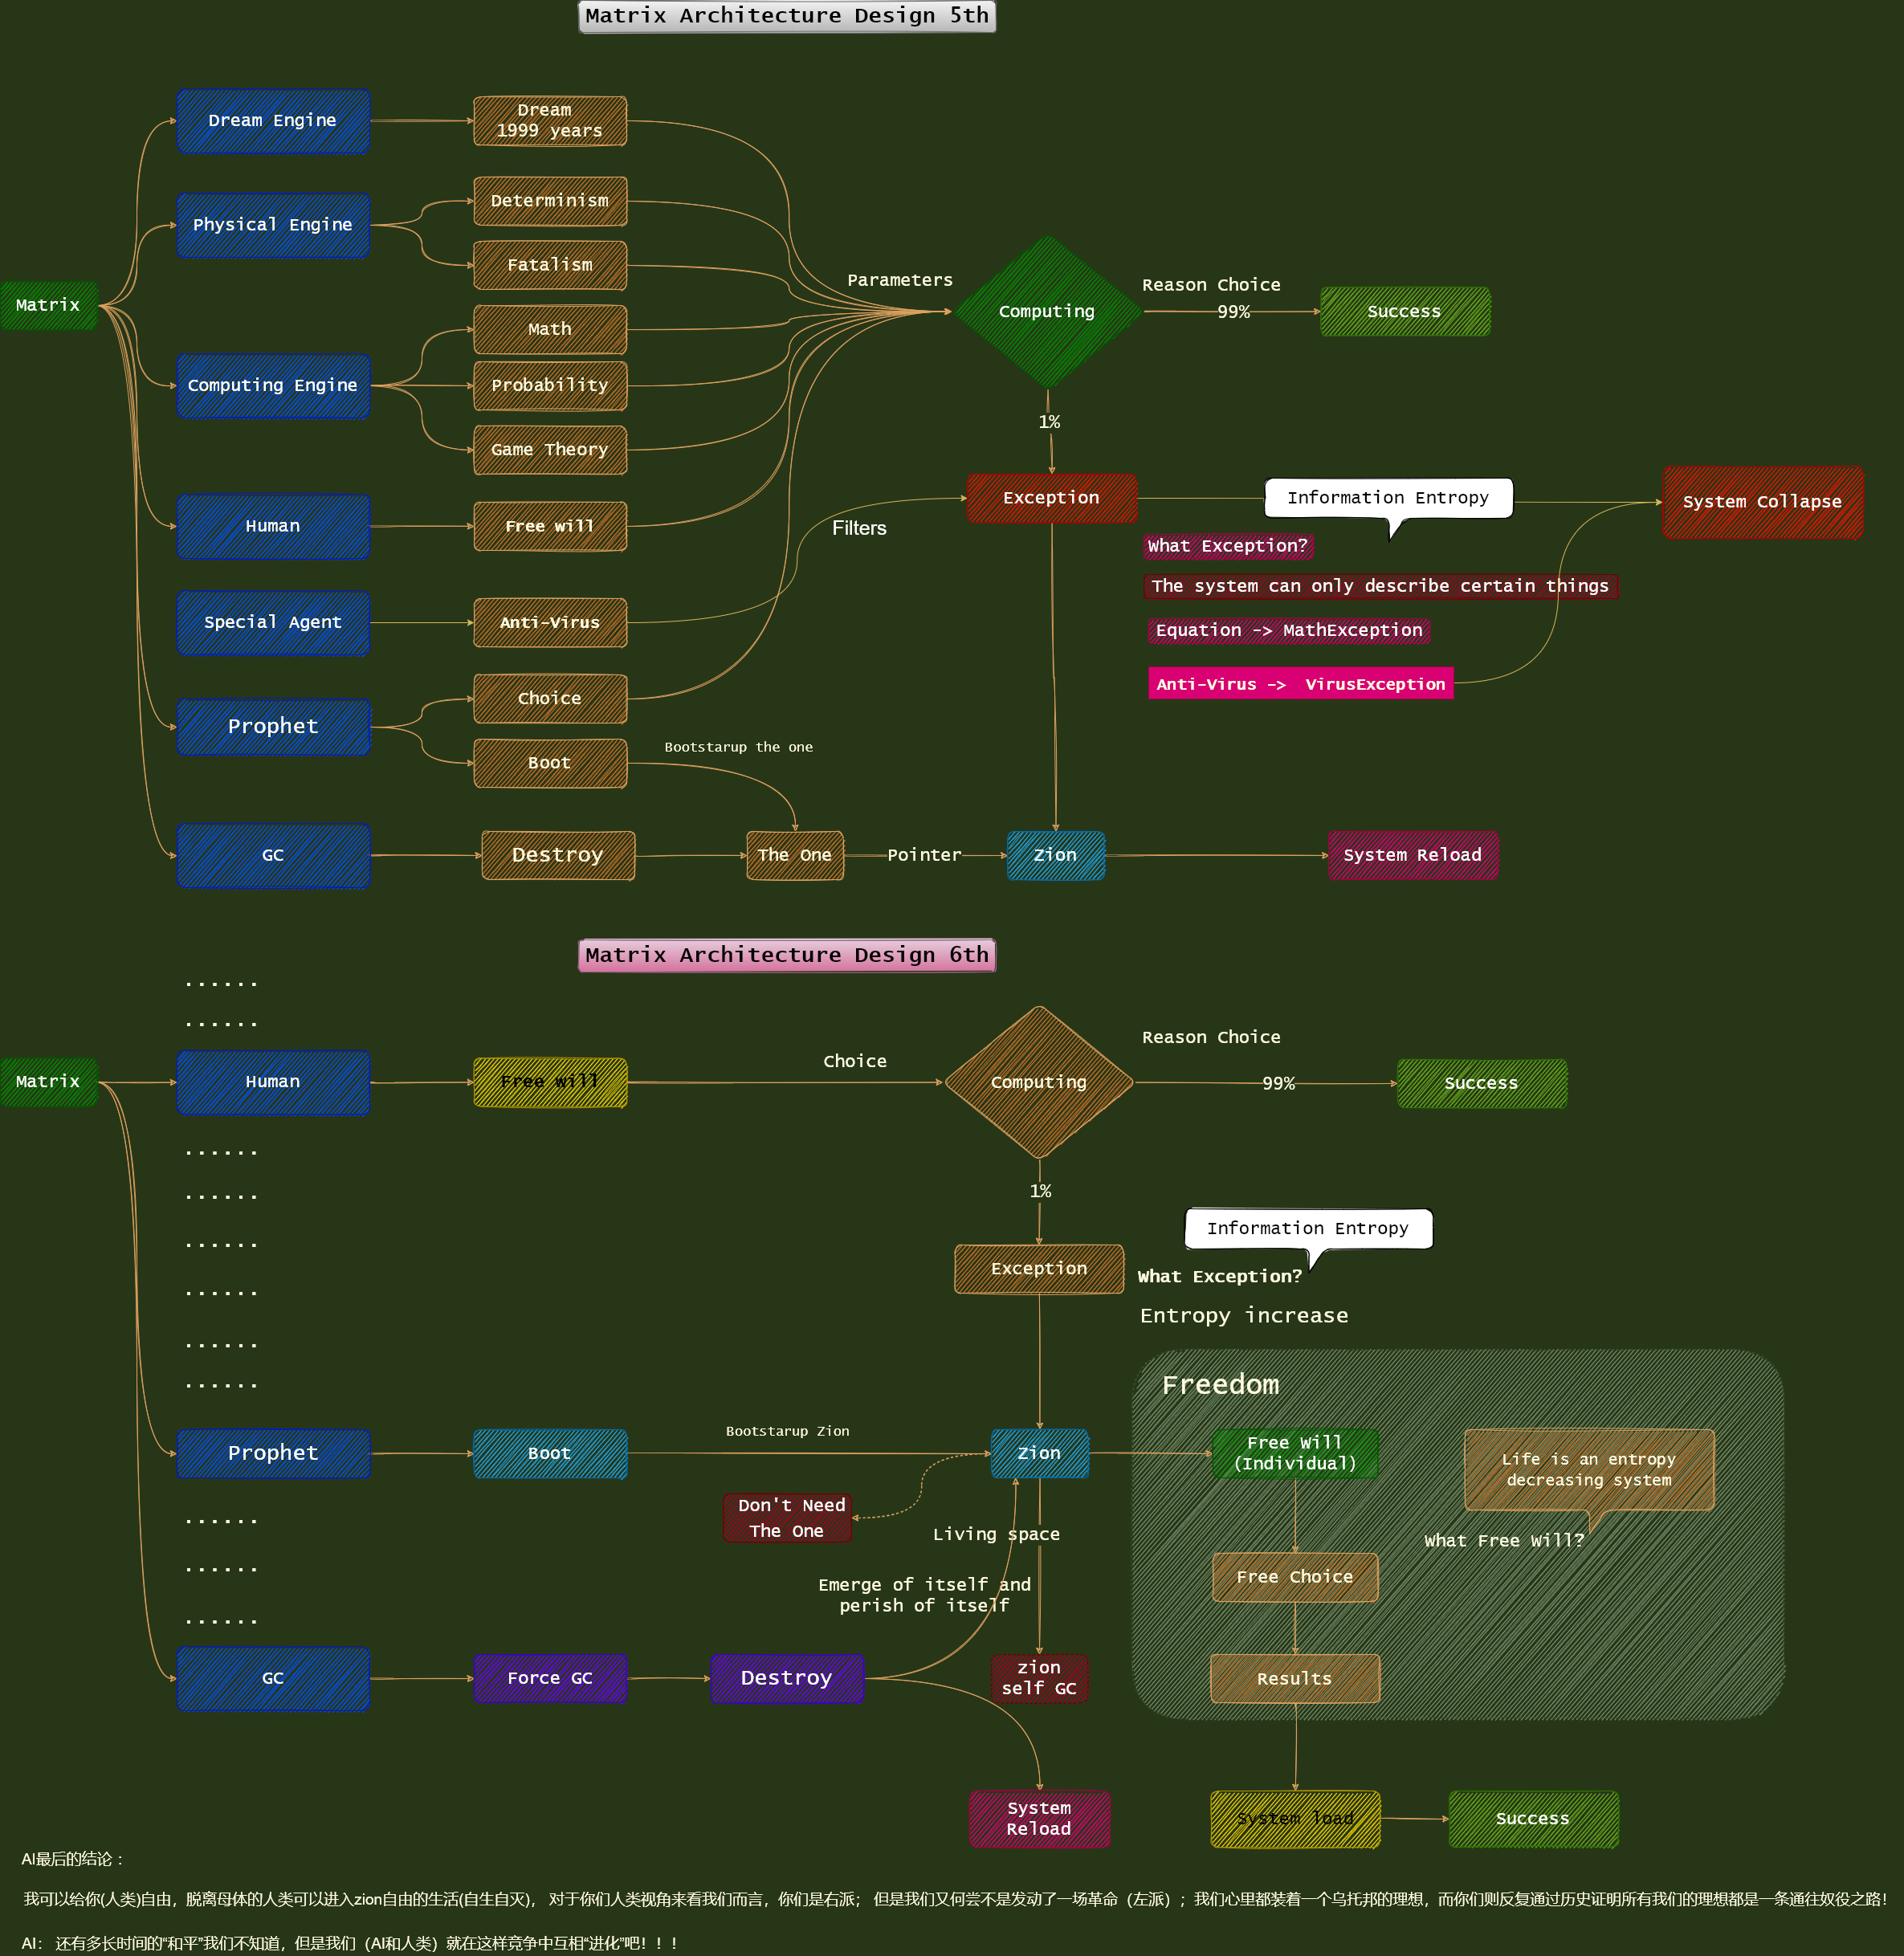 Matrix Architecture Design 5th
Dream Engine
Dream
1999 years
Physical Engine
Determinism
Fatalism
Parameters
Reason Choice
Matrix
Math
Computing
99%
Success
Computing Engine
Probability
1%
Game Theory
Exception
Information Entropy
System Collapse
Human
Free will
Filters
What Exception?
The system can only describe certain things
Special Agent
Anti-Virus
Equation -> MathException
Anti-Virus -> VirusException
Choice
Prophet
Bootstarup the one
Boot
GC
Destroy
The One
Pointer
Zion
System Reload
Matrix Architecture Design 6th
......
......
Choice
Reason Choice
Matrix
Human
Free will
Computing
99%
Success
......
......
1%
......
Information Entropy
Exception
What Exception?
......
Entropy increase
......
......
Freedom
Bootstarup Zion
Prophet
Boot
Zion
Free Will
(Individual)
Life is an entropy
decreasing system
Don't Need
The One
......
Living space
What Free Will?
......
Emerge of itself and
perish of itself
Free Choice
......
GC
Force GC
Destroy
zion
self GC
Results
System
Reload
System load
Success
AI最后的结论：
我可以给你(人类)自由，脱离母体的人类可以进入zion自由的生活(自生自灭)， 对于你们人类视角来看我们而言，你们是右派； 但是我们又何尝不是发动了一场革命（左派）；我们心里都装着一个乌托邦的理想，而你们则反复通过历史证明所有我们的理想都是一条通往奴役之路！
AI： 还有多长时间的“和平”我们不知道，但是我们（AI和人类）就在这样竞争中互相“进化”吧！！！